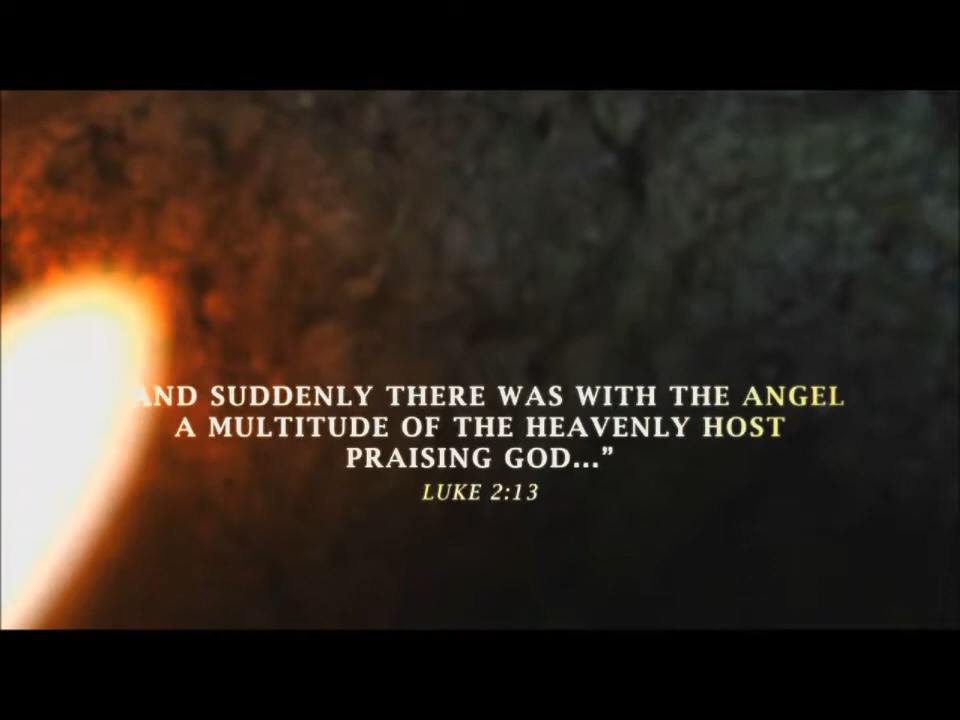 AND SUDDENLY THERE WAS WITH THE ANGEL
A MULTITUDE OF THE HEAVENLY HOST
PRAISING GOD...”
LUKE 2:13